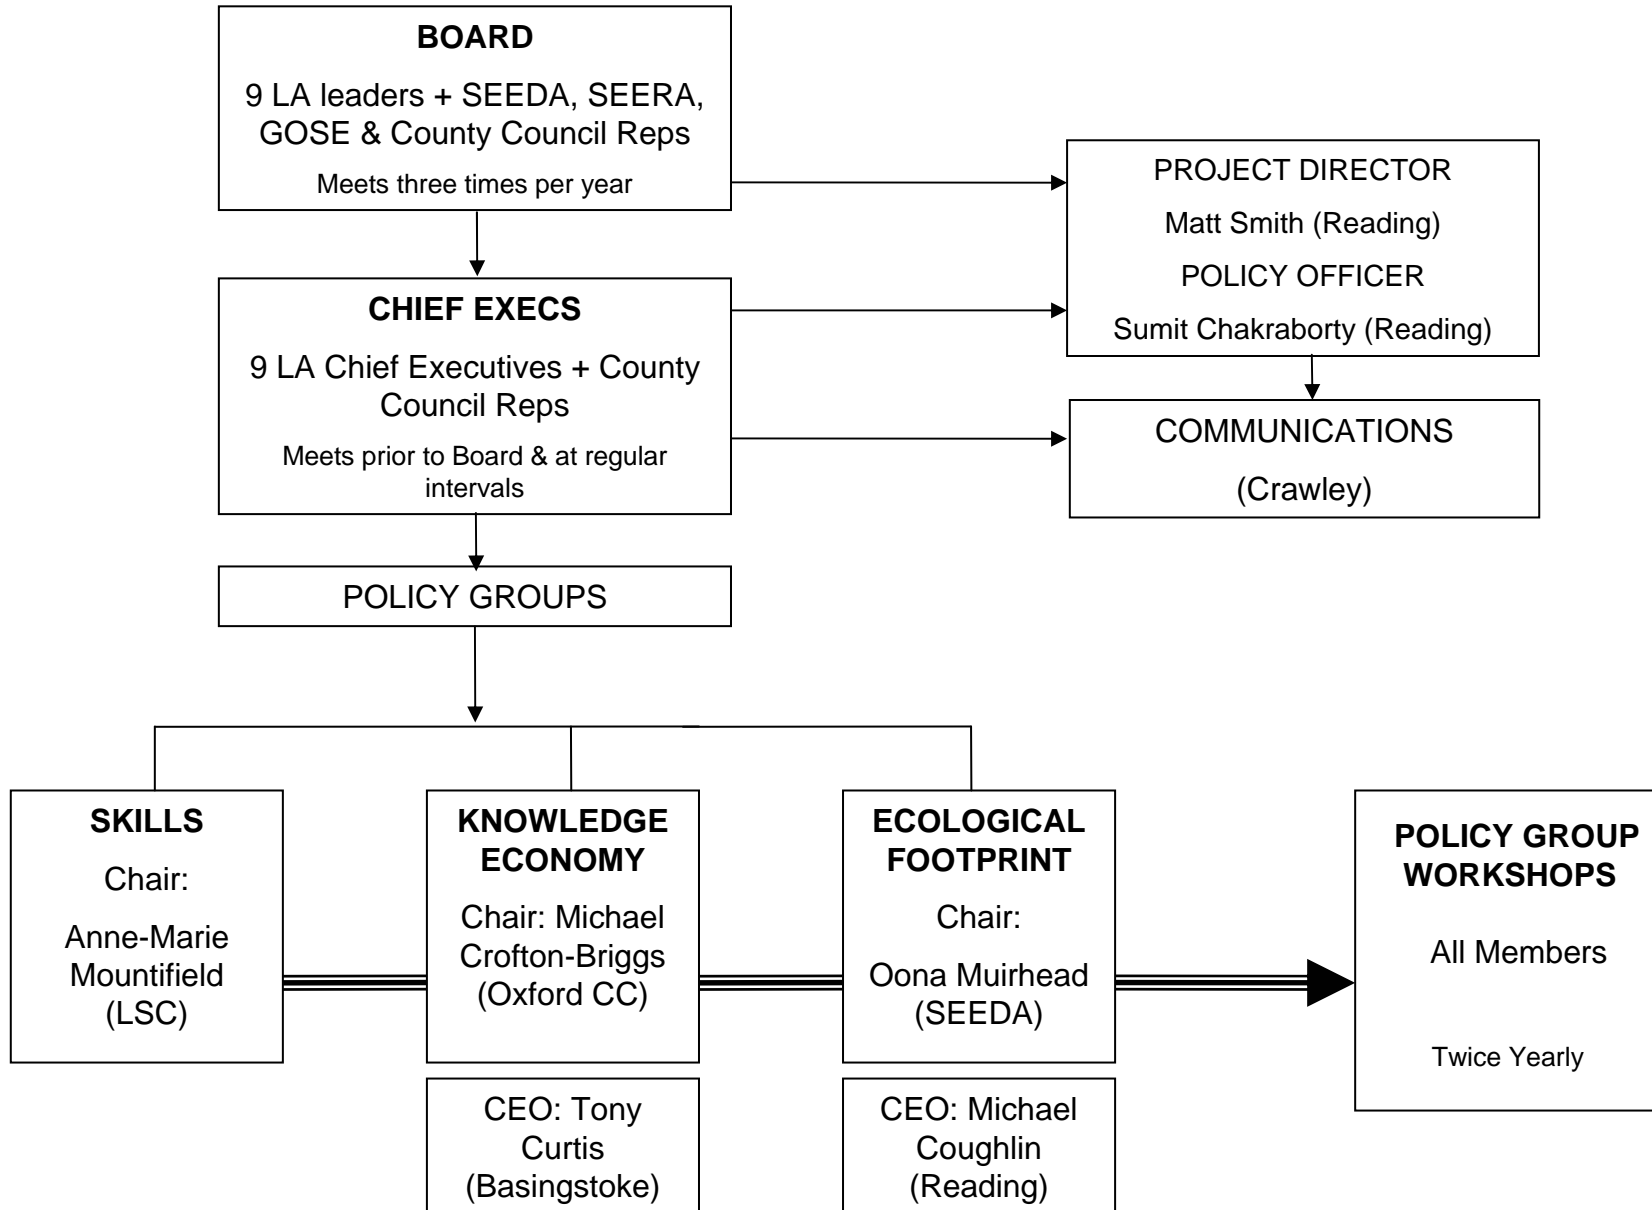 BOARD
9 LA leaders + SEEDA, SEERA,
GOSE & County Council Reps
Meets three times per year
PROJECT DIRECTOR
Matt Smith (Reading)
POLICY OFFICER
Sumit Chakraborty (Reading)
CHIEF EXECS
9 LA Chief Executives + County
Council Reps
Meets prior to Board & at regular
intervals
COMMUNICATIONS
(Crawley)
POLICY GROUPS
SKILLS
Chair:
Anne-Marie
Mountifield
(LSC)
KNOWLEDGE
ECONOMY
Chair: Michael
Crofton-Briggs
(Oxford CC)
ECOLOGICAL
FOOTPRINT
Chair:
Oona Muirhead
(SEEDA)
POLICY GROUP
WORKSHOPS
All Members
Twice Yearly
CEO: Tony
Curtis
(Basingstoke)
CEO: Michael
Coughlin
(Reading)